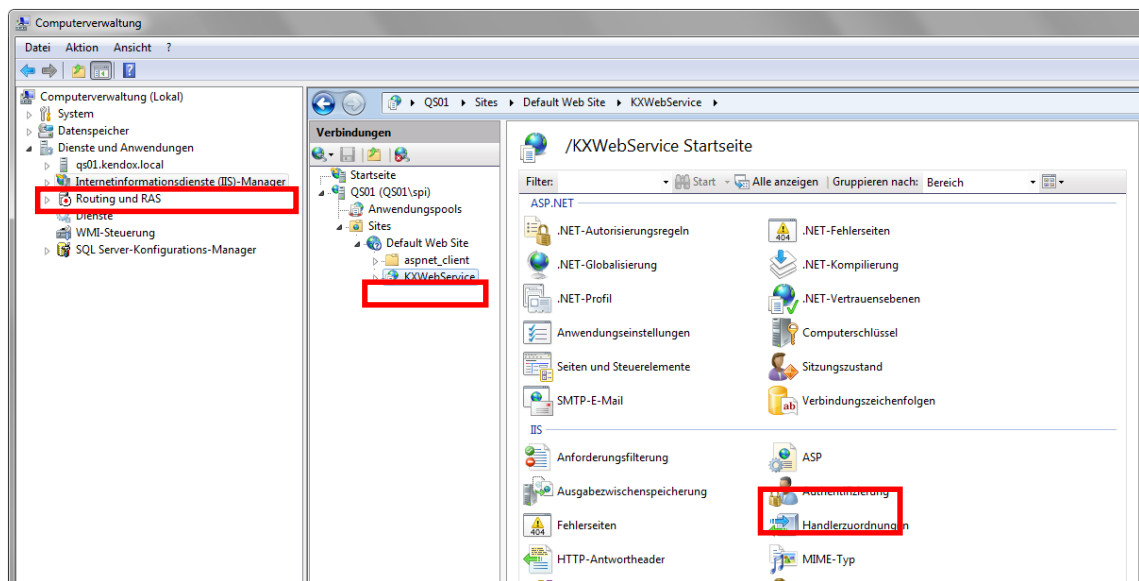 Computerverwaltung
Datei Aktion Ansicht ?
Computerverwaltung (Lokal)
System
Datenspeicher
Dienste und Anwendungen
qs01.kendox.local
Internetinformationsdienste (IIS)-Manager
Routing und RAS
Dienste
WMI-Steuerung
SQL Server-Konfigurations-Manager
QS01 Sites Default Web Site KXWebService
Verbindungen
Startseite
QS01 (QS01\spi)
Anwendungspools
Sites
Default Web Site
aspnet_client
KXWebService
/KXWebService Startseite
Filter: Start Alle anzeigen Gruppieren nach: Bereich
ASP.NET
.NET-Autorisierungsregeln .NET-Fehlerseiten
.NET-Globalisierung .NET-Kompilierung
.NET-Profil .NET-Vertrauensebenen
Anwendungseinstellungen Computerschlüssel
Seiten und Steuerelemente Sitzungszustand
SMTP-E-Mail Verbindungszeichenfolgen
IIS
Anforderungsfilterung ASP
Ausgabezwischenspeicherung Authentifizierung
Fehlerseiten Handlerzuordnungen
HTTP-Antwortheader MIME-Typ